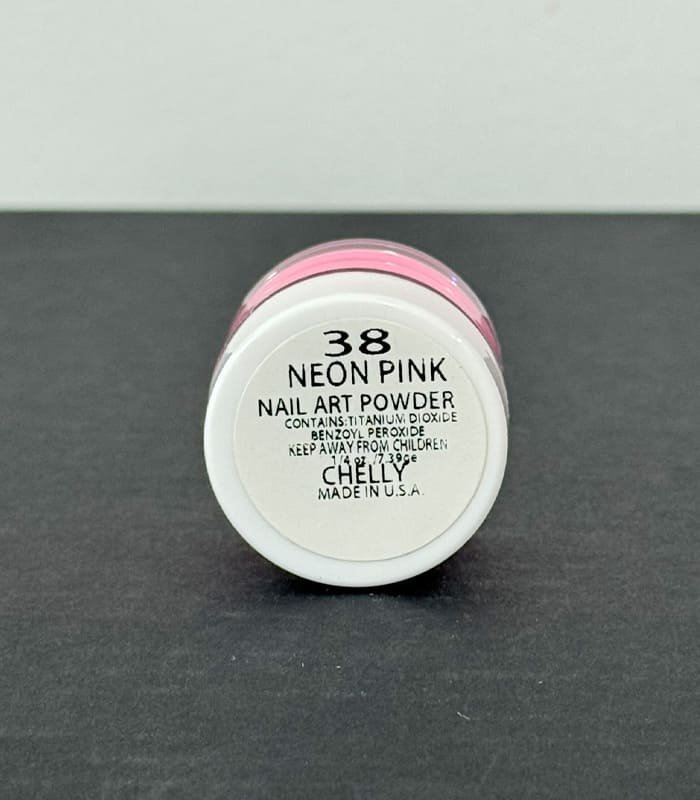 38
NEON PINK
NAIL ART POWDER
CONTAINS:TITANIUM DIOXIDE
BENZOYL PEROXIDE
KEEP AWAY FROM CHILDREN
1/4 oz /7.39ge
CHELLY
MADE IN U.S.A.